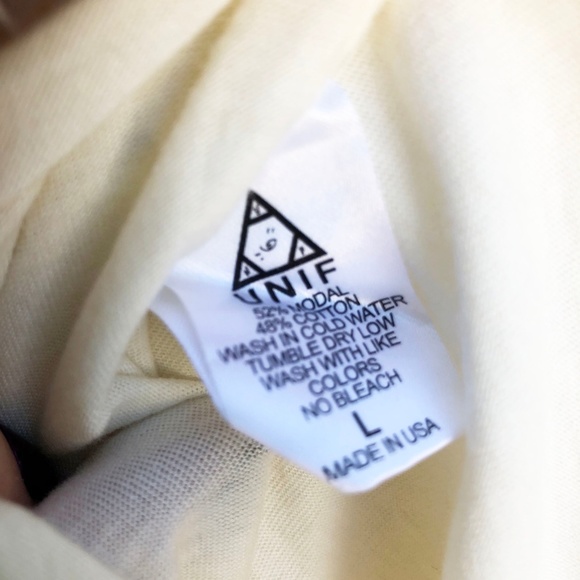 UNIF
52% MODAL
48% COTTON
WASH IN COLD WATER
TUMBLE DRY LOW
WASH WITH LIKE
COLORS
NO BLEACH
L
MADE IN USA